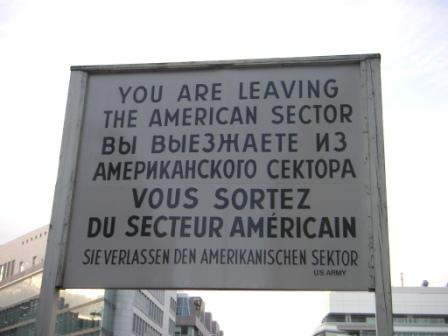 YOU ARE LEAVING
THE AMERICAN SECTOR
ВЫ ВЫЕЗЖАЕТЕ ИЗ
АМЕРИКАНСКОГО СЕКТОРА
VOUS SORTEZ
DU SECTEUR AMÉRICAIN
SIE VERLASSEN DEN AMERIKANISCHEN SEKTOR
US ARMY